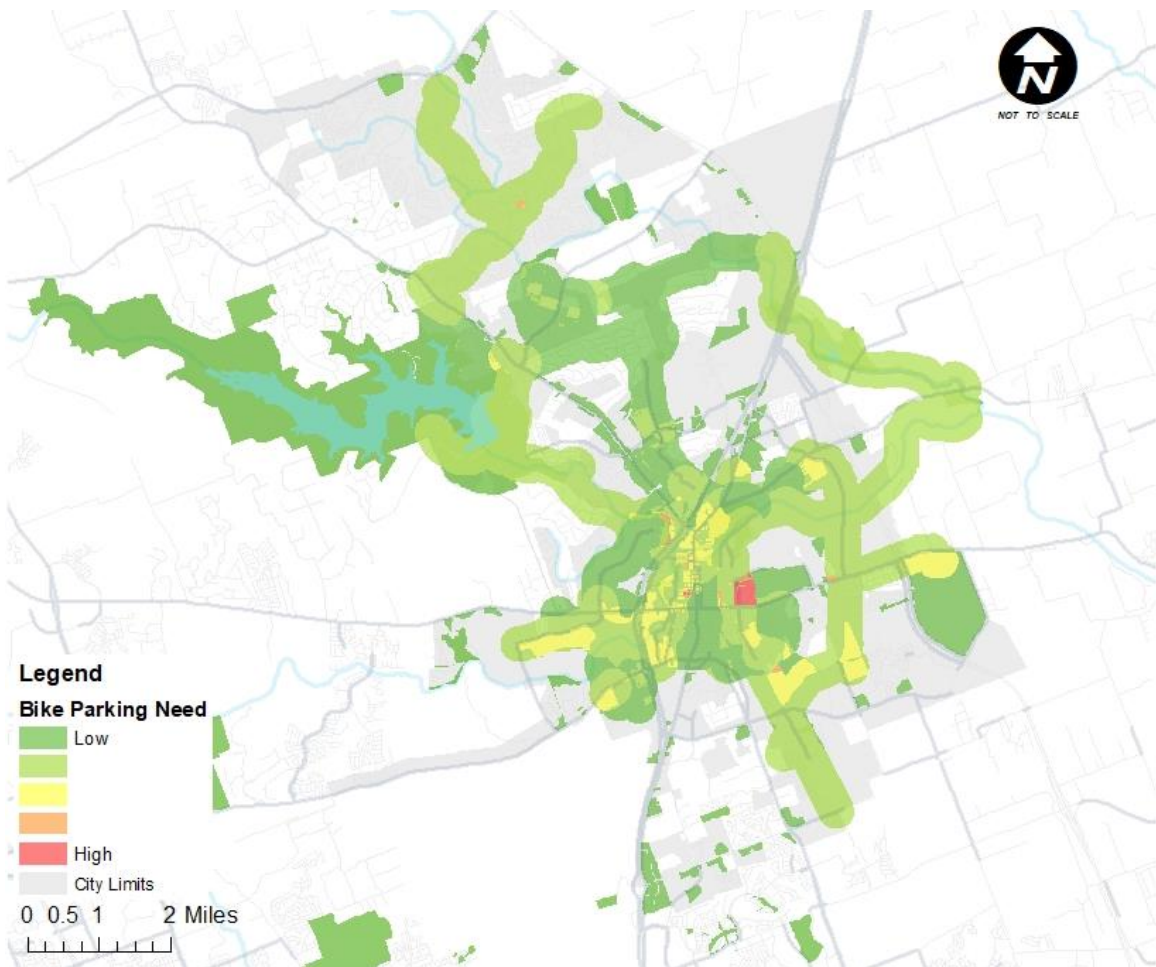 N
NOT TO SCALE
Legend
Bike Parking Need
Low
High
City Limits
0 0.5 1 2 Miles